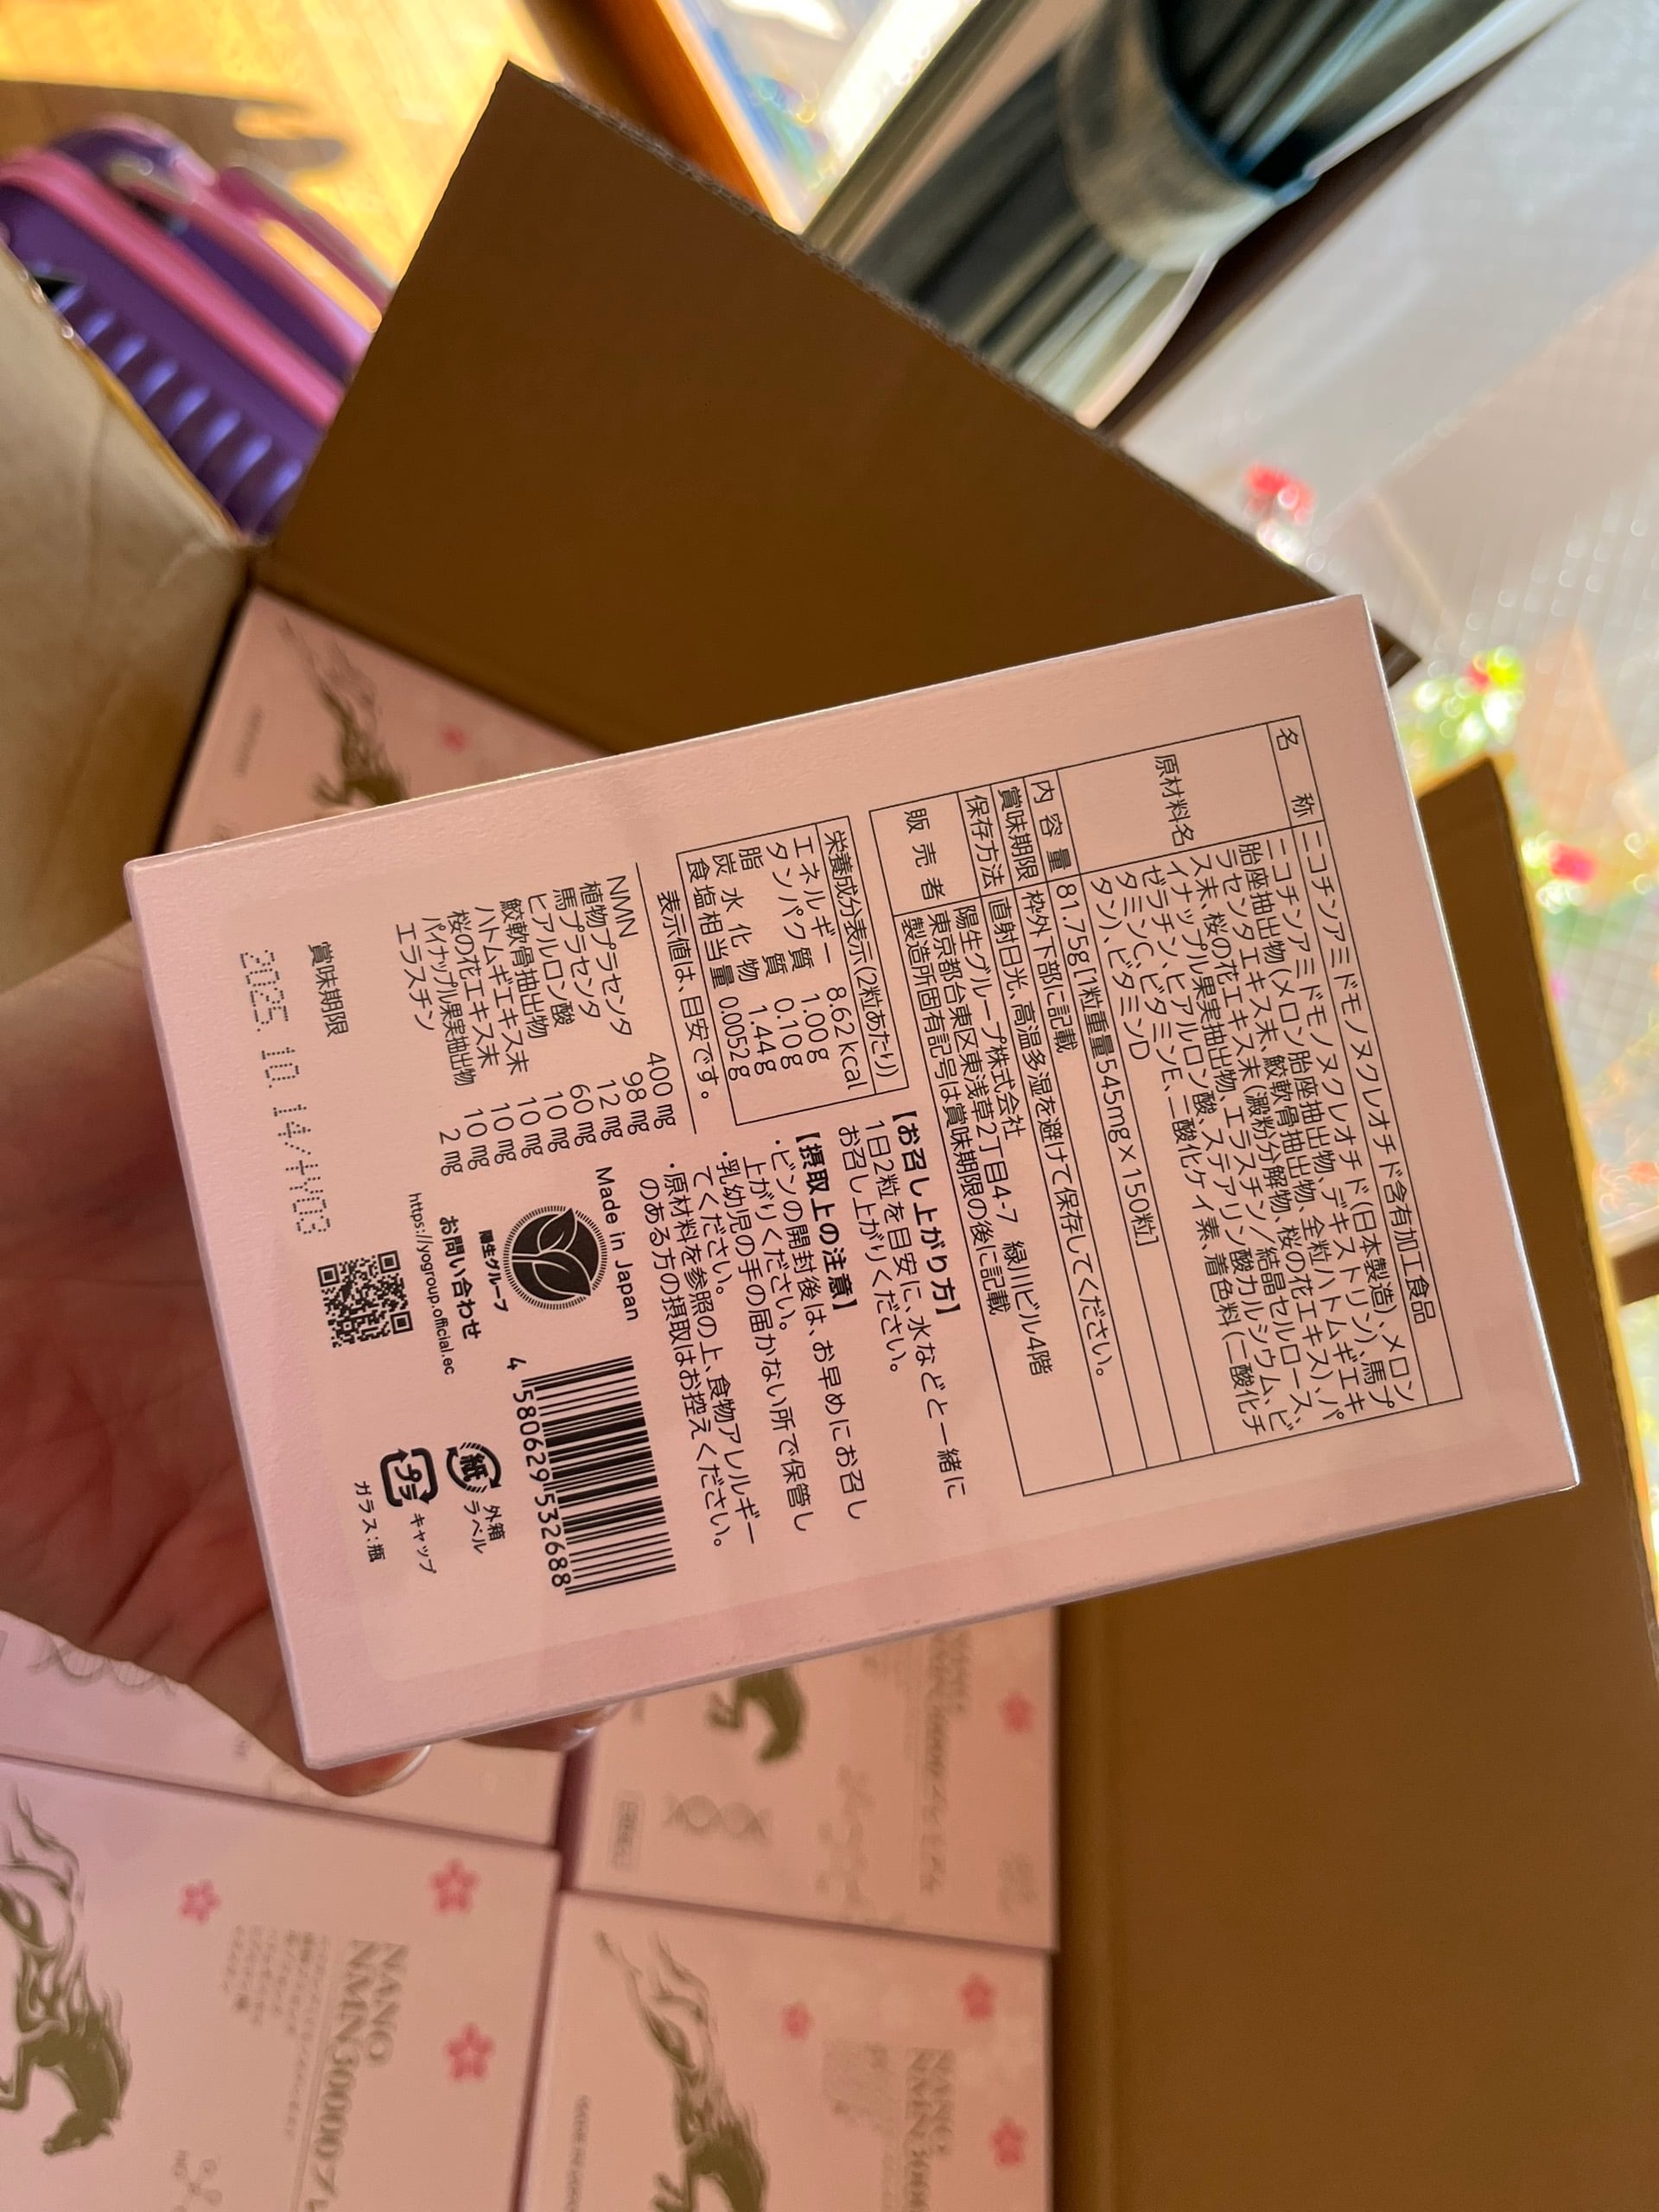 名 称 ニコチンアミドモノヌクレオチド含有加工食品
原材料名 ニコチンアミドモノヌクレオチド(日本製造)、メロン
胎座抽出物(メロン胎座抽出物、デキストリン)、馬プ
ラセンタエキス末、鮫軟骨抽出物、全粒ハトムギエキ
ス末、桜の花エキス末(澱粉分解物、桜の花エキス)、パ
イナップル果実抽出物、エラスチン/結晶セルロース、
ゼラチン、ヒアルロン酸、ステアリン酸カルシウム、ビ
タミンC、ビタミンE、二酸化ケイ素、着色料(二酸化チ
タン)、ビタミンD
内 容 量 81.75g[1粒重量545mg×150粒]
賞味期限 枠外下部に記載
保存方法 直射日光、高温多湿を避けて保存してください。
販 売 者 陽生グループ株式会社
東京都台東区東浅草2丁目4-7 緑川ビル4階
製造所固有記号は賞味期限の後に記載
栄養成分表示(2粒あたり)
エネルギー 8.62kcal
タンパク質 1.00g
脂質 0.10g
炭水化物 1.44g
食塩相当量 0.0052g
表示値は、目安です。
NMN 400mg
植物プラセンタ 98mg
馬プラセンタ 12mg
ヒアルロン酸 60mg
鮫軟骨抽出物 10mg
ハトムギエキス末 10mg
桜の花エキス末 10mg
パイナップル果実抽出物 10mg
エラスチン 2mg
賞味期限
2025.10.14/+Y03
【お召し上がり方】
1日2粒を目安に、水などと一緒に
お召し上がりください。
【摂取上の注意】
・ビンの開封後は、お早めにお召し
上がりください。
・乳幼児の手の届かない所で保管し
てください。
・原材料を参照の上、食物アレルギー
のある方の摂取はお控えください。
Made in Japan
陽生グループ
お問い合わせ
https://yogroup.official.ec
4 580629 532688
紙 外箱
ラベル
プラ キャップ
ガラス:瓶
NANO
NMN30000プレ
NANO